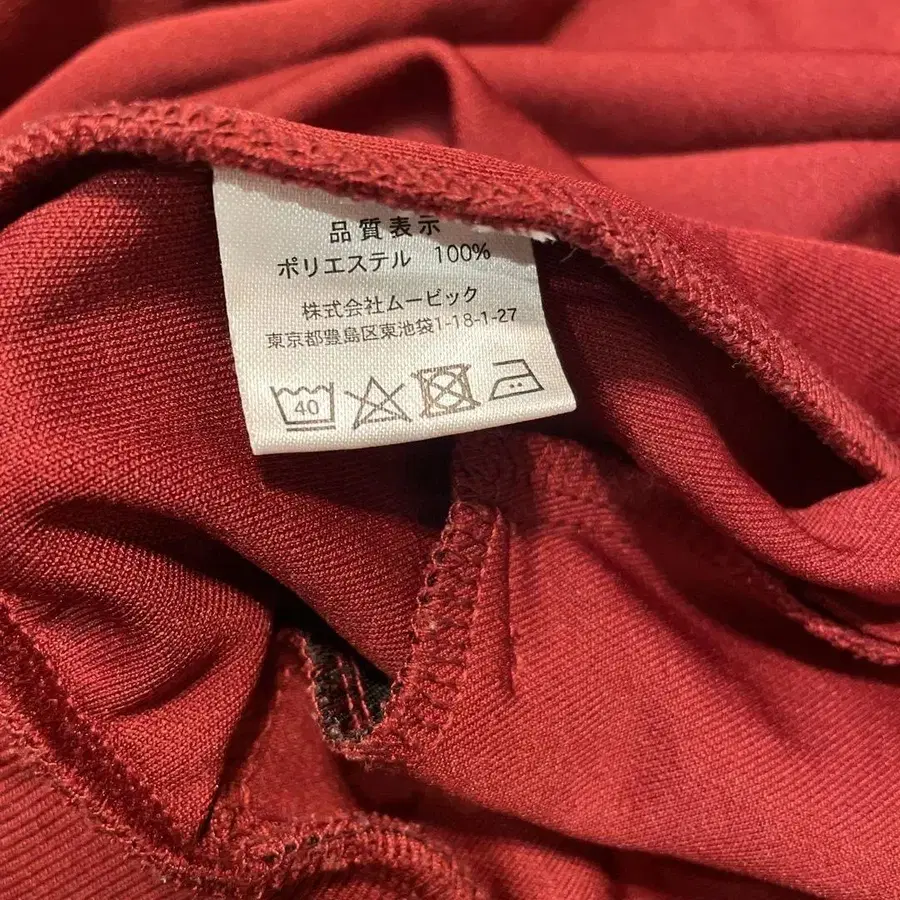 品質表示
ポリエステル 100%
株式会社ムービック
東京都豊島区東池袋1-18-1-27
40